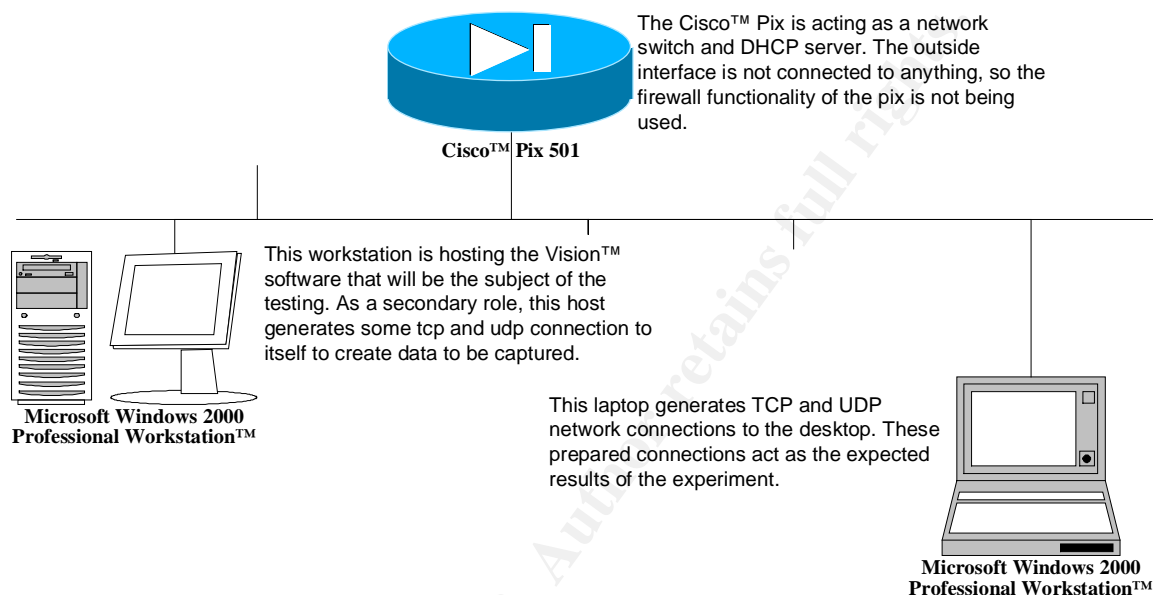 The Cisco™ Pix is acting as a network
switch and DHCP server. The outside
interface is not connected to anything, so the
firewall functionality of the pix is not being
used.
Cisco™ Pix 501
This workstation is hosting the Vision™
software that will be the subject of the
testing. As a secondary role, this host
generates some tcp and udp connection to
itself to create data to be captured.
Microsoft Windows 2000
Professional Workstation™
This laptop generates TCP and UDP
network connections to the desktop. These
prepared connections act as the expected
results of the experiment.
Microsoft Windows 2000
Professional Workstation™
Author retains full rights.